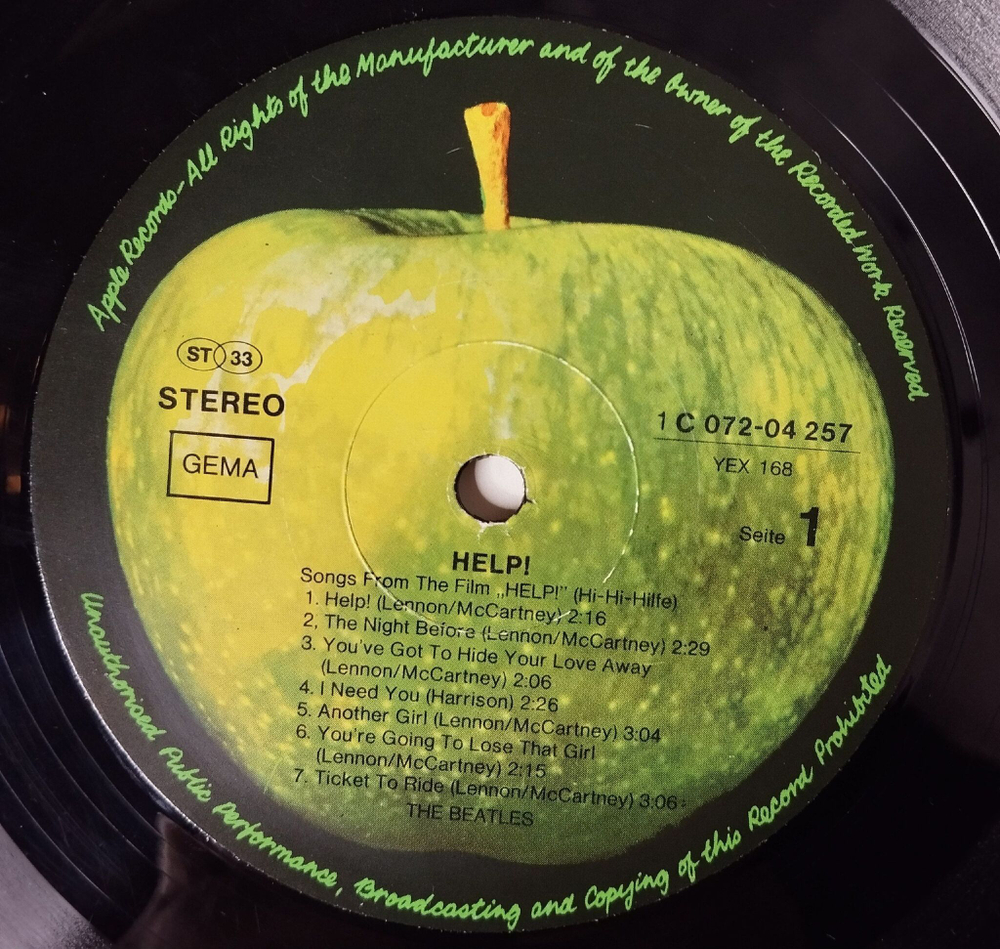 Apple Records-All Rights of the Manufacturer and of the Owner of the Recorded Work Reserved
ST 33
STEREO
GEMA
1 C 072-04 257
YEX 168
Seite 1
HELP!
Songs From The Film „HELP!" (Hi-Hi-Hilfe)
1. Help! (Lennon/McCartney) 2:16
2. The Night Before (Lennon/McCartney) 2:29
3. You've Got To Hide Your Love Away
(Lennon/McCartney) 2:06
4. I Need You (Harrison) 2:26
5. Another Girl (Lennon/McCartney) 3:04
6. You're Going To Lose That Girl
(Lennon/McCartney) 2:15
7. Ticket To Ride (Lennon/McCartney) 3:06
THE BEATLES
Unauthorised Public Performance, Broadcasting and Copying of this Record Prohibited